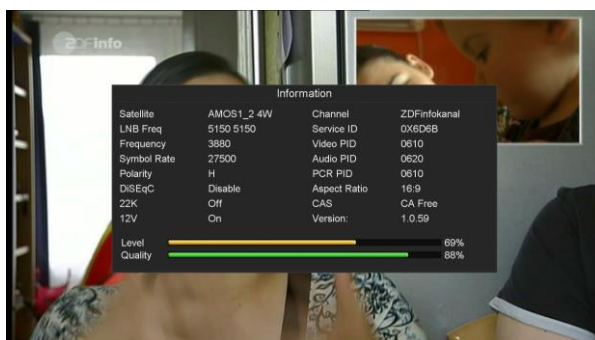 ZDFinfo
Information
Satellite AMOS1_2 4W Channel ZDFinfokanal
LNB Freq 5150 5150 Service ID 0X6D6B
Frequency 3880 Video PID 0610
Symbol Rate 27500 Audio PID 0620
Polarity H PCR PID 0610
DiSEqC Disable Aspect Ratio 16:9
22K Off CAS CA Free
12V On Version: 1.0.59
Level 69%
Quality 88%